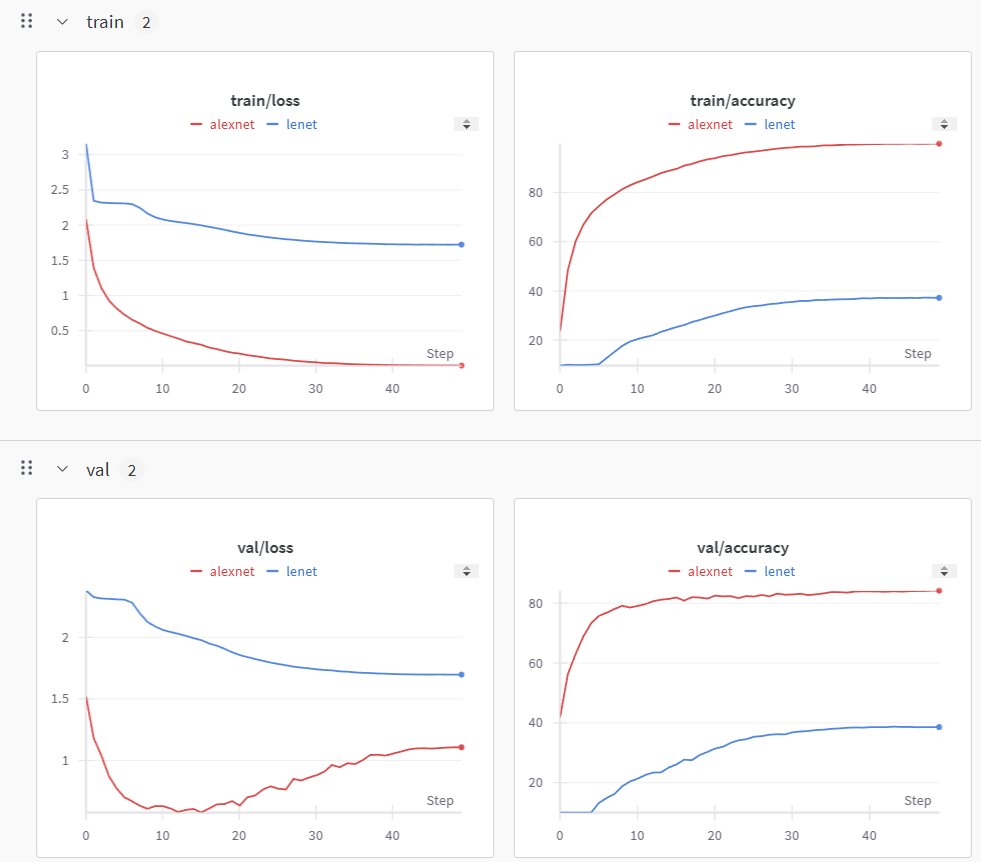 train 2
train/loss
alexnet lenet
3
2.5
2
1.5
1
0.5
Step
0 10 20 30 40
train/accuracy
alexnet lenet
80
60
40
20
Step
0 10 20 30 40
val 2
val/loss
alexnet lenet
2
1.5
1
Step
0 10 20 30 40
val/accuracy
alexnet lenet
80
60
40
20
Step
0 10 20 30 40